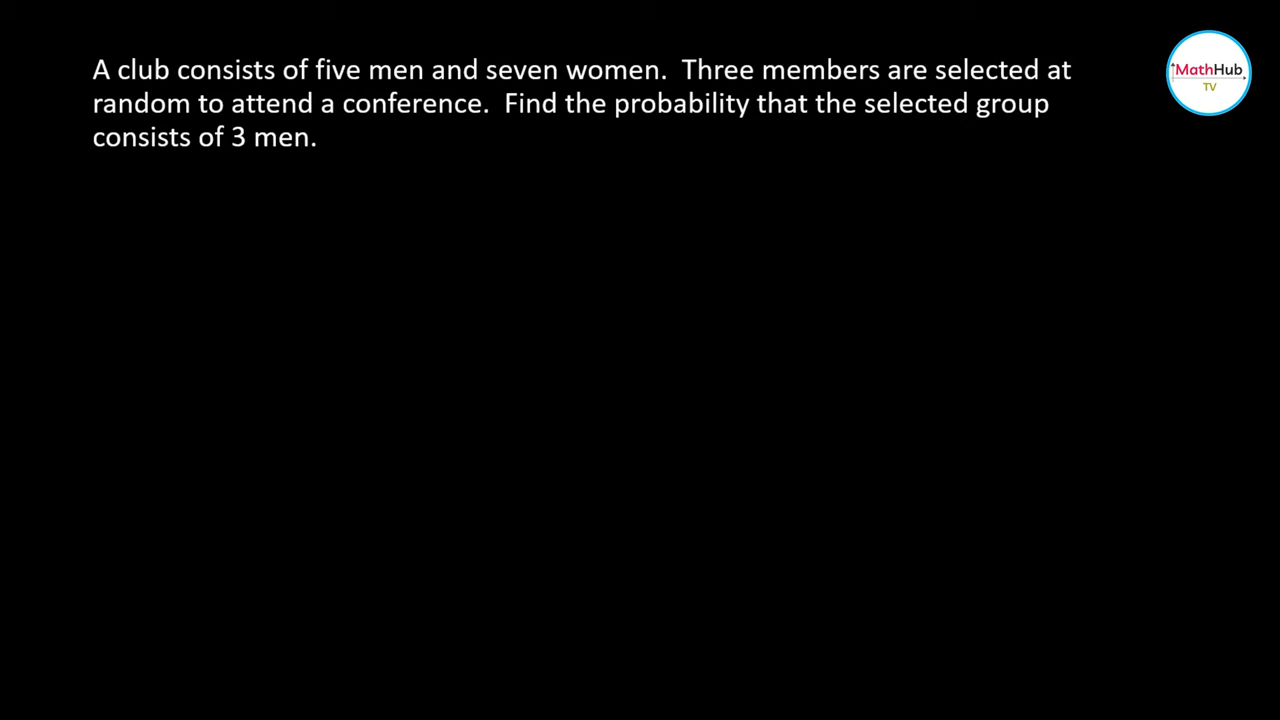 A club consists of five men and seven women.  Three members are selected at
random to attend a conference.  Find the probability that the selected group
consists of 3 men.
MathHub
TV